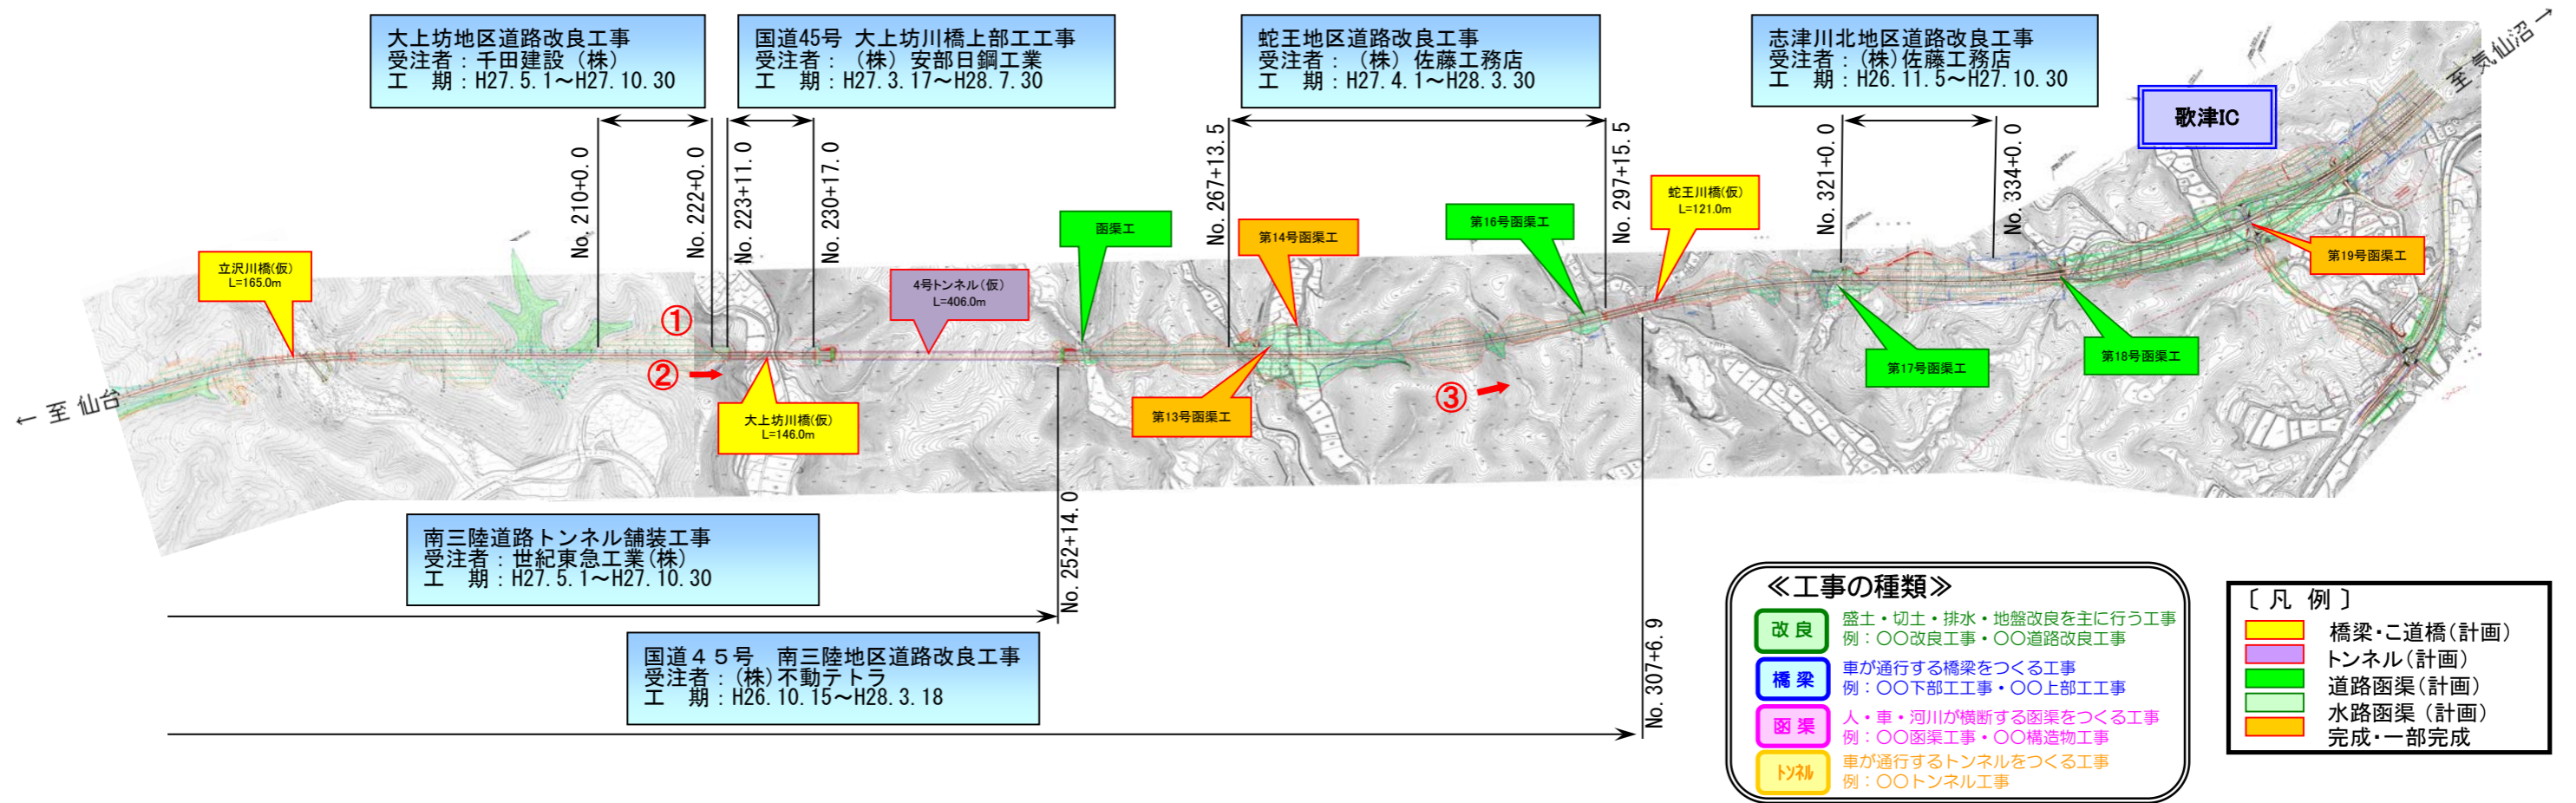 大上坊地区道路改良工事
受注者：千田建設（株）
工　期：H27.5.1～H27.10.30
国道45号 大上坊川橋上部工工事
受注者：（株）安部日鋼工業
工　期：H27.3.17～H28.7.30
蛇王地区道路改良工事
受注者：（株）佐藤工務店
工　期：H27.4.1～H28.3.30
志津川北地区道路改良工事
受注者：(株)佐藤工務店
工　期：H26.11.5～H27.10.30
至 気仙沼 →
歌津IC
No.210+0.0
No.222+0.0
No.223+11.0
No.230+17.0
No.267+13.5
No.297+15.5
No.321+0.0
No.334+0.0
立沢川橋(仮)
L=165.0m
4号トンネル(仮)
L=406.0m
函渠工
第14号函渠工
第16号函渠工
蛇王川橋(仮)
L=121.0m
第19号函渠工
①
②
③
← 至 仙台
大上坊川橋(仮)
L=146.0m
第13号函渠工
第17号函渠工
第18号函渠工
南三陸道路トンネル舗装工事
受注者：世紀東急工業(株)
工　期：H27.5.1～H27.10.30
No.252+14.0
国道４５号　南三陸地区道路改良工事
受注者：(株)不動テトラ
工　期：H26.10.15～H28.3.18
No.307+6.9
≪工事の種類≫
改良
盛土・切土・排水・地盤改良を主に行う工事
例：〇〇改良工事・〇〇道路改良工事
橋梁
車が通行する橋梁をつくる工事
例：〇〇下部工工事・〇〇上部工工事
函渠
人・車・河川が横断する函渠をつくる工事
例：〇〇函渠工事・〇〇構造物工事
トンネル
車が通行するトンネルをつくる工事
例：〇〇トンネル工事
〔 凡 例 〕
橋梁・こ道橋(計画)
トンネル(計画)
道路函渠(計画)
水路函渠(計画)
完成・一部完成